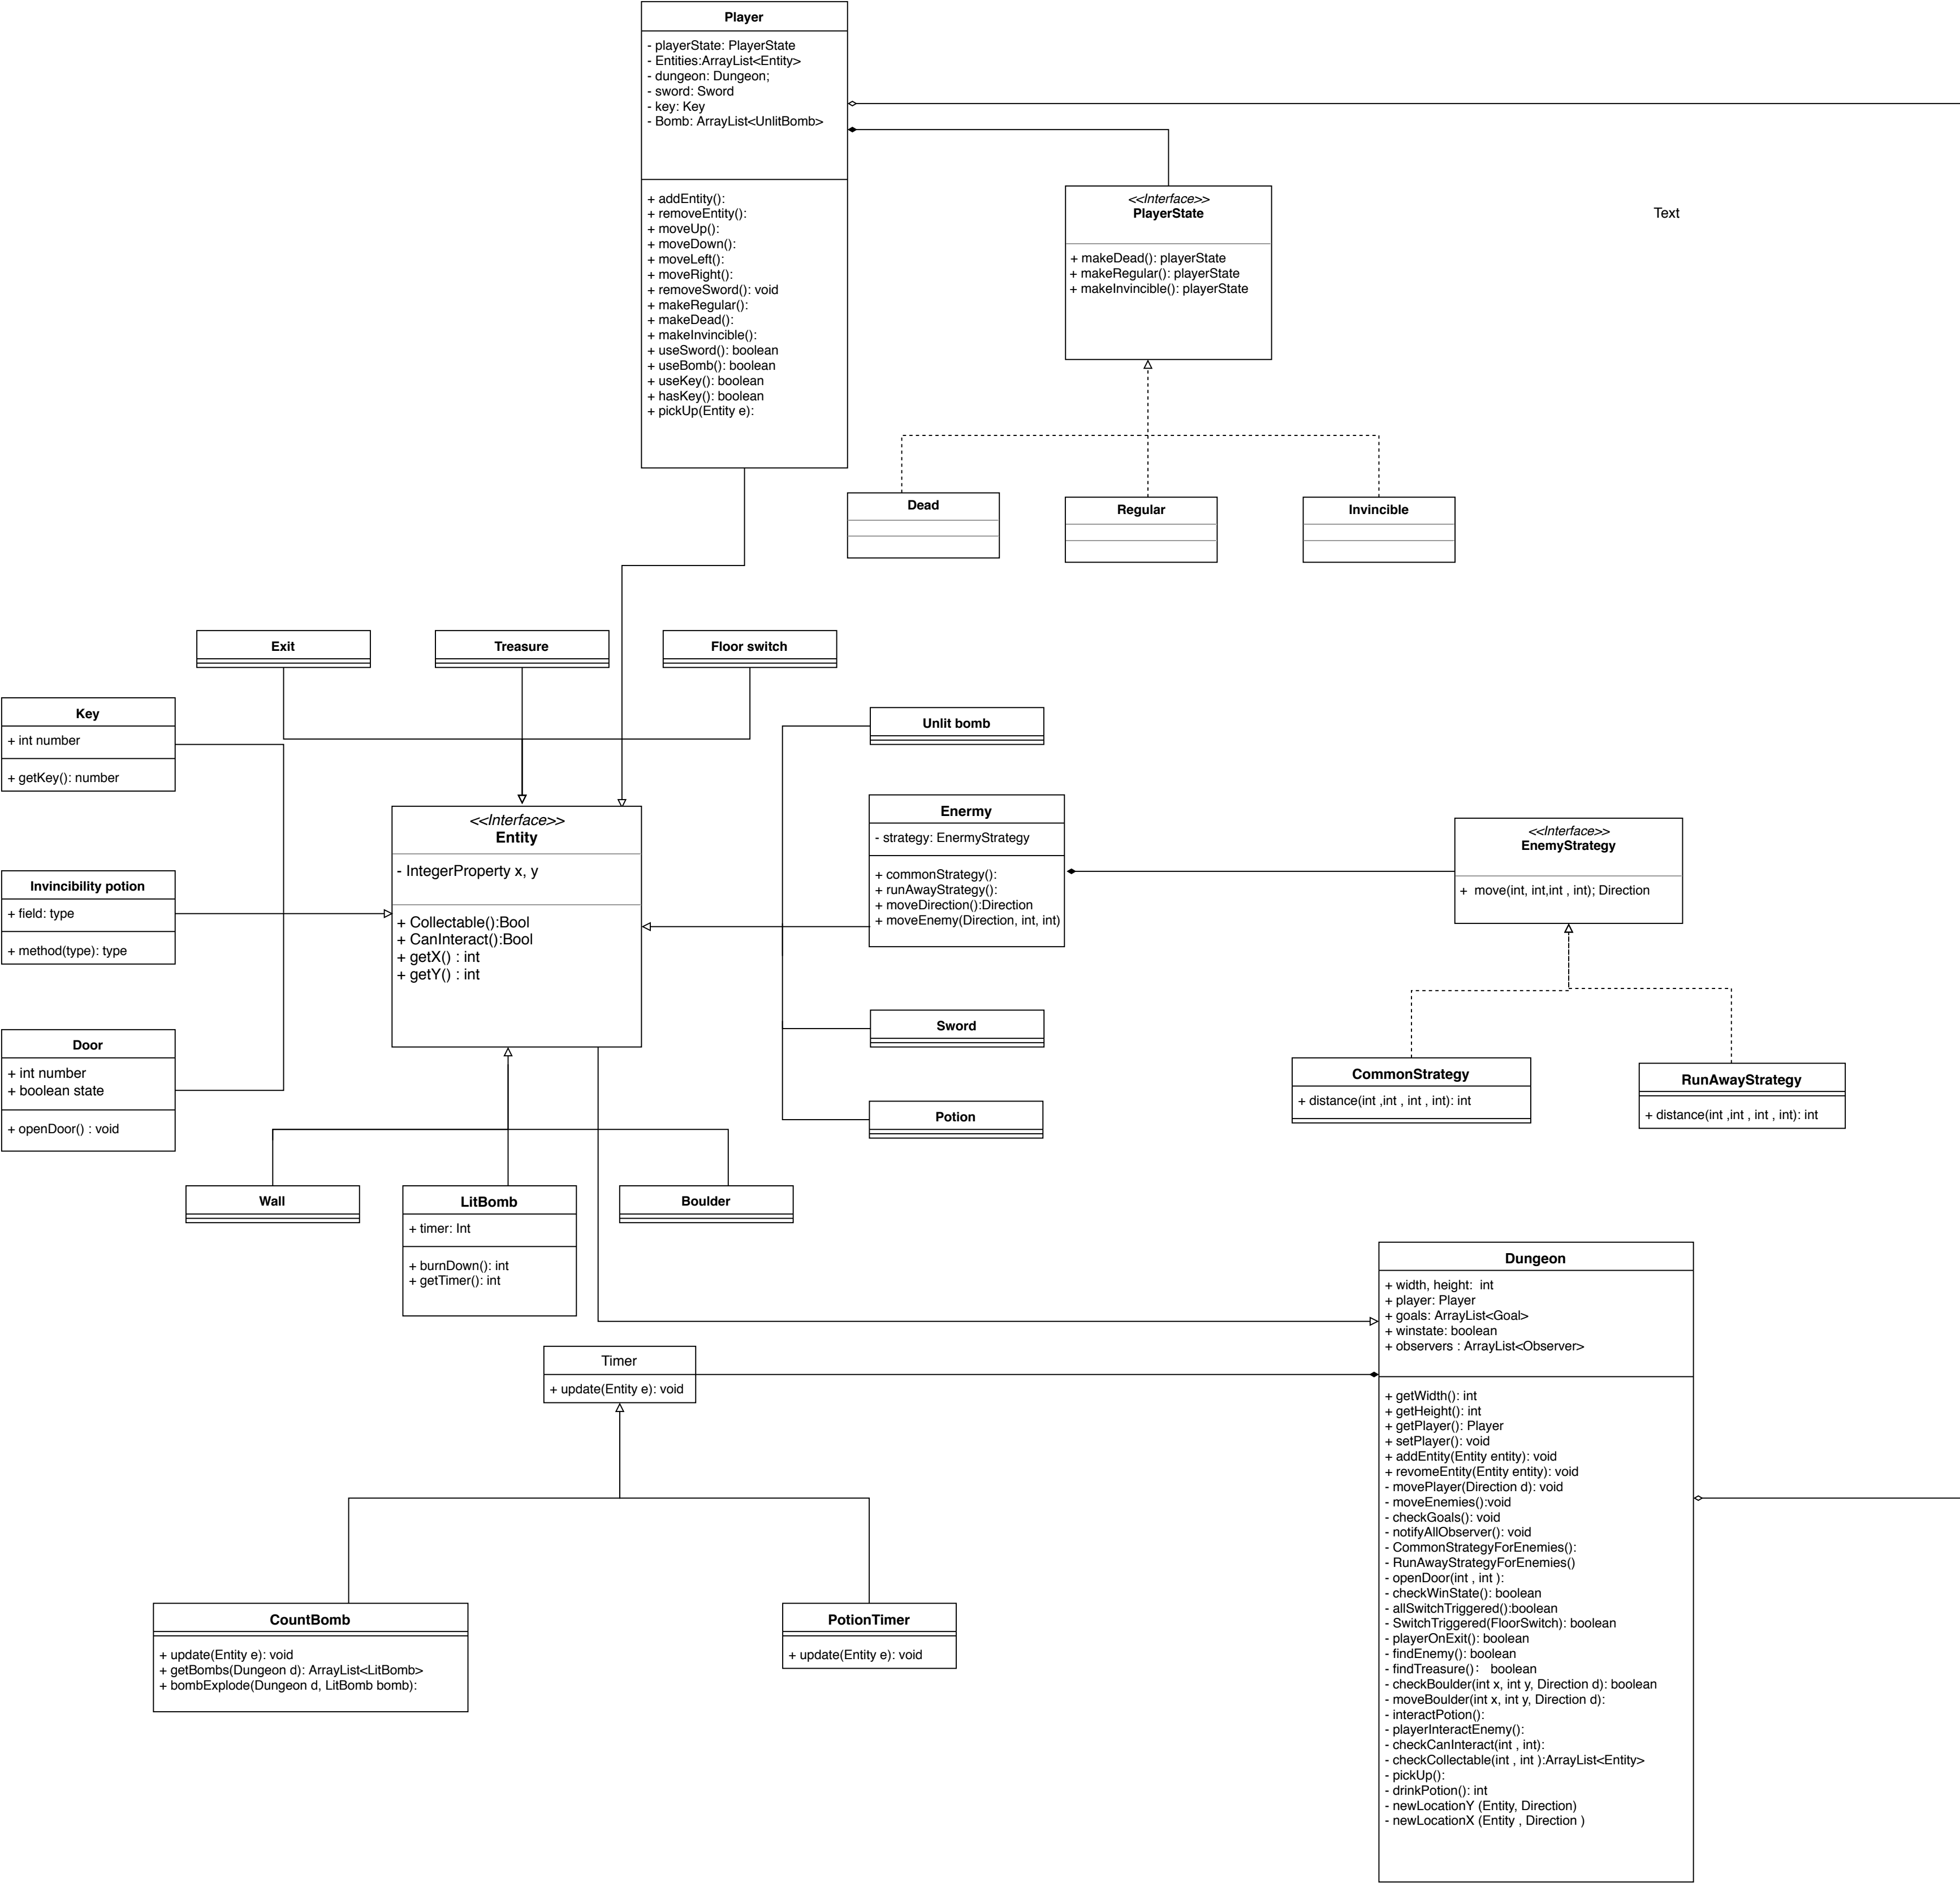 Player
- playerState: PlayerState
- Entities:ArrayList<Entity>
- dungeon: Dungeon;
- sword: Sword
- key: Key
- Bomb: ArrayList<UnlitBomb>
+ addEntity():
+ removeEntity():
+ moveUp():
+ moveDown():
+ moveLeft():
+ moveRight():
+ removeSword(): void
+ makeRegular():
+ makeDead():
+ makeInvincible():
+ useSword(): boolean
+ useBomb(): boolean
+ useKey(): boolean
+ hasKey(): boolean
+ pickUp(Entity e):
<<Interface>>
PlayerState
+ makeDead(): playerState
+ makeRegular(): playerState
+ makeInvincible(): playerState
Text
Dead
Regular
Invincible
Exit
Treasure
Floor switch
Key
+ int number
+ getKey(): number
Unlit bomb
<<Interface>>
Entity
- IntegerProperty x, y
+ Collectable():Bool
+ CanInteract():Bool
+ getX() : int
+ getY() : int
Enermy
- strategy: EnermyStrategy
+ commonStrategy():
+ runAwayStrategy():
+ moveDirection():Direction
+ moveEnemy(Direction, int, int)
<<Interface>>
EnemyStrategy
+ move(int, int,int , int); Direction
Invincibility potion
+ field: type
+ method(type): type
Door
+ int number
+ boolean state
+ openDoor() : void
Sword
Potion
CommonStrategy
+ distance(int ,int , int , int): int
RunAwayStrategy
+ distance(int ,int , int , int): int
Wall
LitBomb
+ timer: Int
+ burnDown(): int
+ getTimer(): int
Boulder
Dungeon
+ width, height: int
+ player: Player
+ goals: ArrayList<Goal>
+ winstate: boolean
+ observers : ArrayList<Observer>
+ getWidth(): int
+ getHeight(): int
+ getPlayer(): Player
+ setPlayer(): void
+ addEntity(Entity entity): void
+ revomeEntity(Entity entity): void
- movePlayer(Direction d): void
- moveEnemies():void
- checkGoals(): void
- notifyAllObserver(): void
- CommonStrategyForEnemies():
- RunAwayStrategyForEnemies()
- openDoor(int , int ):
- checkWinState(): boolean
- allSwitchTriggered():boolean
- SwitchTriggered(FloorSwitch): boolean
- playerOnExit(): boolean
- findEnemy(): boolean
- findTreasure()： boolean
- checkBoulder(int x, int y, Direction d): boolean
- moveBoulder(int x, int y, Direction d):
- interactPotion():
- playerInteractEnemy():
- checkCanInteract(int , int):
- checkCollectable(int , int ):ArrayList<Entity>
- pickUp():
- drinkPotion(): int
- newLocationY (Entity, Direction)
- newLocationX (Entity , Direction )
Timer
+ update(Entity e): void
CountBomb
+ update(Entity e): void
+ getBombs(Dungeon d): ArrayList<LitBomb>
+ bombExplode(Dungeon d, LitBomb bomb):
PotionTimer
+ update(Entity e): void